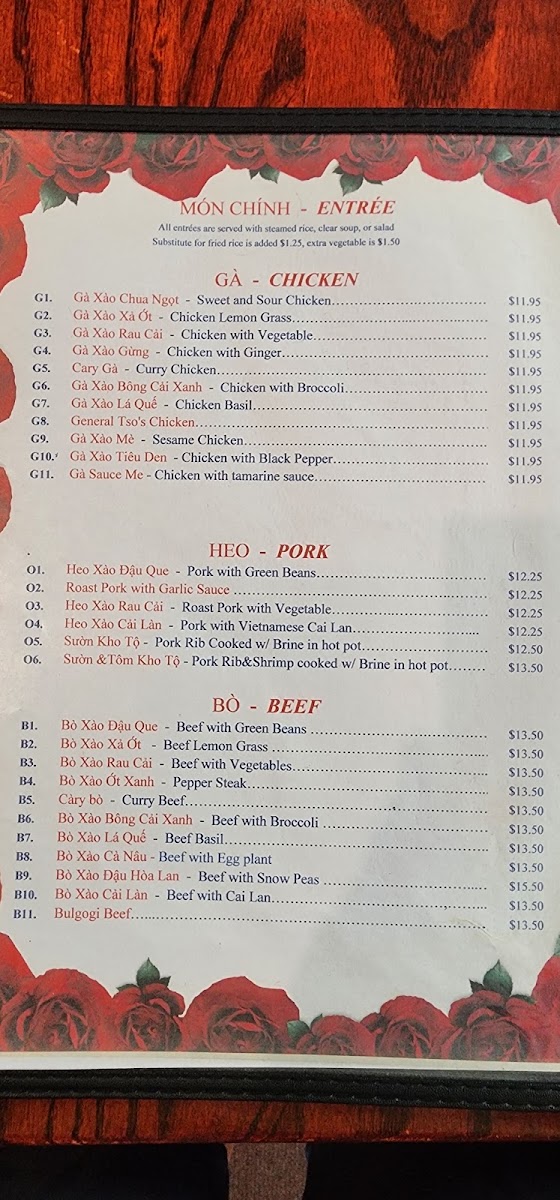 MÓN CHÍNH - ENTRÉE
All entrées are served with steamed rice, clear soup, or salad
Substitute for fried rice is added $1.25, extra vegetable is $1.50
GÀ - CHICKEN
G1. Gà Xào Chua Ngọt - Sweet and Sour Chicken................ $11.95
G2. Gà Xào Xả Ớt - Chicken Lemon Grass................ $11.95
G3. Gà Xào Rau Cải - Chicken with Vegetable................ $11.95
G4. Gà Xào Gừng - Chicken with Ginger................ $11.95
G5. Cary Gà - Curry Chicken................ $11.95
G6. Gà Xào Bông Cải Xanh - Chicken with Broccoli................ $11.95
G7. Gà Xào Lá Quế - Chicken Basil................ $11.95
G8. General Tso's Chicken................ $11.95
G9. Gà Xào Mè - Sesame Chicken................ $11.95
G10. Gà Xào Tiêu Den - Chicken with Black Pepper................ $11.95
G11. Gà Sauce Me - Chicken with tamarine sauce................ $11.95
HEO - PORK
O1. Heo Xào Đậu Que - Pork with Green Beans................ $12.25
O2. Roast Pork with Garlic Sauce ................ $12.25
O3. Heo Xào Rau Cải - Roast Pork with Vegetable................ $12.25
O4. Heo Xào Cải Làn - Pork with Vietnamese Cai Lan................ $12.25
O5. Sườn Kho Tộ - Pork Rib Cooked w/ Brine in hot pot................ $12.50
O6. Sườn &Tôm Kho Tộ - Pork Rib&Shrimp cooked w/ Brine in hot pot........ $13.50
BÒ - BEEF
B1. Bò Xào Đậu Que - Beef with Green Beans ................ $13.50
B2. Bò Xào Xả Ớt - Beef Lemon Grass ................ $13.50
B3. Bò Xào Rau Cải - Beef with Vegetables................ $13.50
B4. Bò Xào Ớt Xanh - Pepper Steak................ $13.50
B5. Càry bò - Curry Beef................ $13.50
B6. Bò Xào Bông Cải Xanh - Beef with Broccoli ................ $13.50
B7. Bò Xào Lá Quế - Beef Basil................ $13.50
B8. Bò Xào Cà Nâu - Beef with Egg plant $13.50
B9. Bò Xào Đậu Hòa Lan - Beef with Snow Peas ................ $15.50
B10. Bò Xào Cải Làn - Beef with Cai Lan................ $13.50
B11. Bulgogi Beef................ $13.50